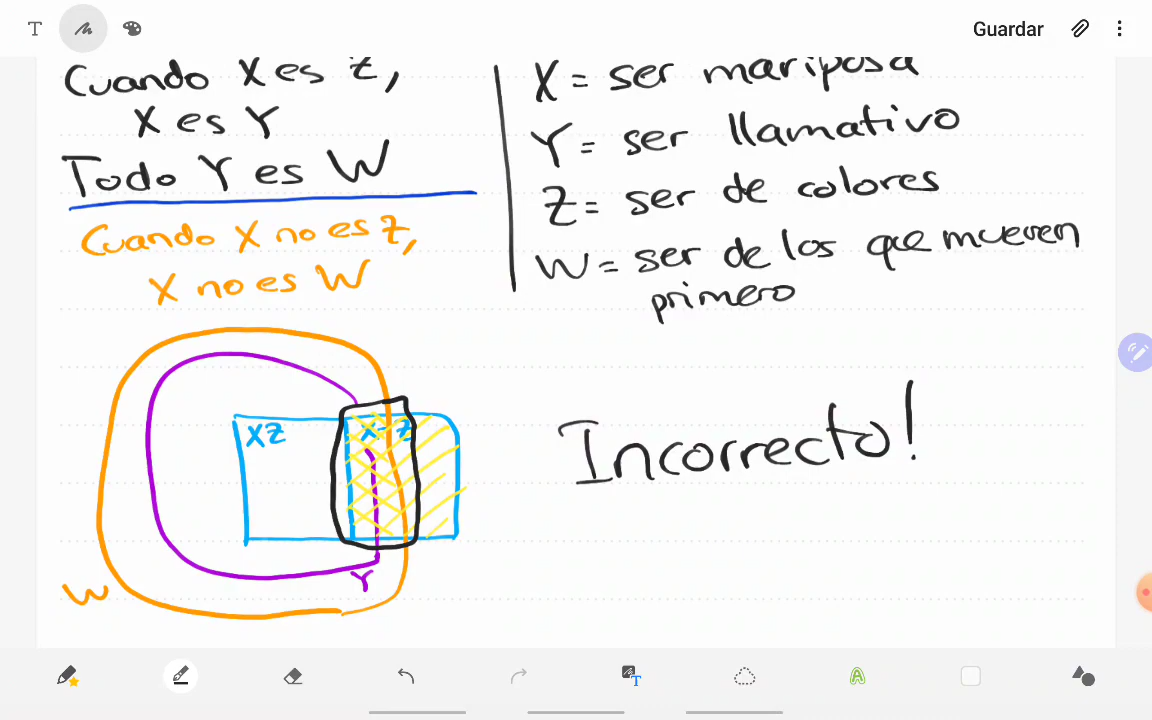 T
Guardar
Cuando X es Z,
X es Y
Todo Y es W
Cuando X no es Z,
X no es W
X = ser mariposa
Y = ser llamativo
Z = ser de colores
W = ser de los que mueren
primero
XZ
X-Z
Y
W
Incorrecto!
T
A